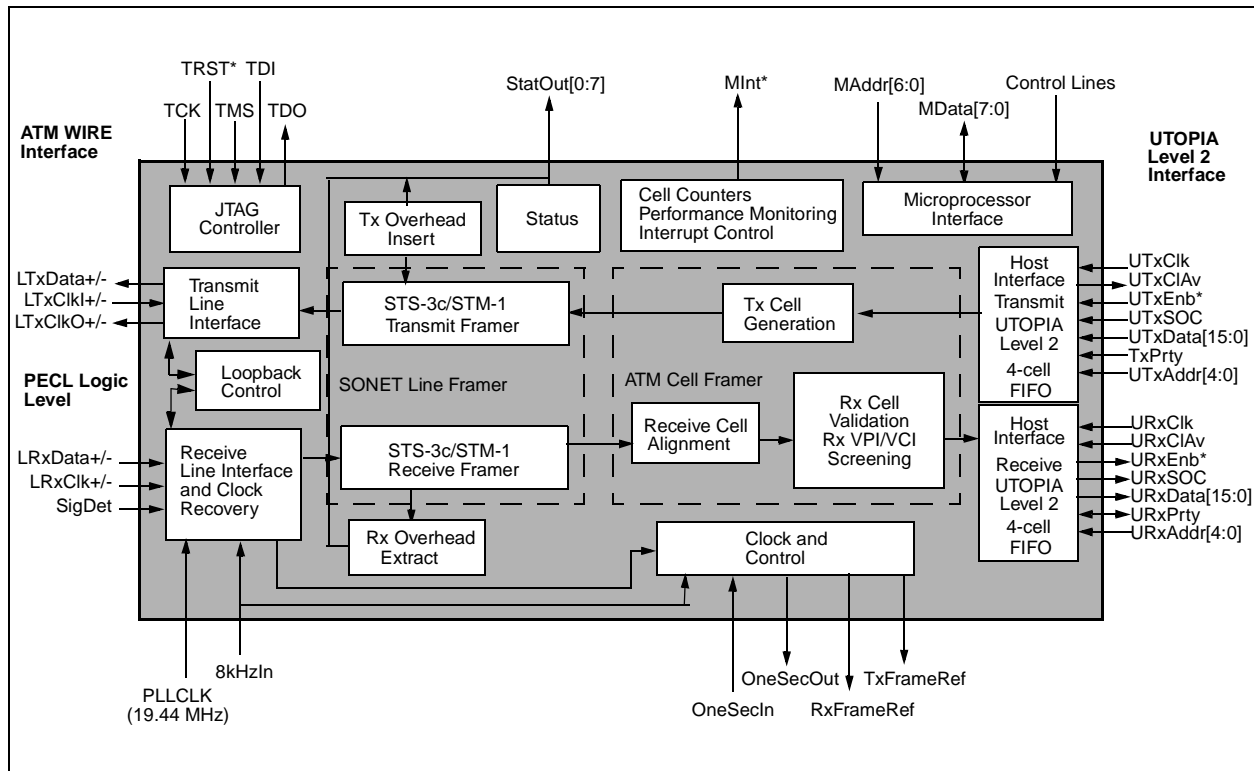 TRST* TDI
TCK TMS TDO
StatOut[0:7]
MInt*
MAddr[6:0]
MData[7:0]
Control Lines
ATM WIRE
Interface
UTOPIA
Level 2
Interface
JTAG
Controller
Tx Overhead
Insert
Status
Cell Counters
Performance Monitoring
Interrupt Control
Microprocessor
Interface
LTxData+/-
LTxClkI+/-
LTxClkO+/-
Transmit
Line
Interface
STS-3c/STM-1
Transmit Framer
Tx Cell
Generation
Host
Interface
Transmit
UTOPIA
Level 2
4-cell
FIFO
UTxClk
UTxClAv
UTxEnb*
UTxSOC
UTxData[15:0]
TxPrty
UTxAddr[4:0]
PECL Logic
Level
Loopback
Control
SONET Line Framer
ATM Cell Framer
LRxData+/-
LRxClk+/-
SigDet
Receive
Line Interface
and Clock
Recovery
STS-3c/STM-1
Receive Framer
Receive Cell
Alignment
Rx Cell
Validation
Rx VPI/VCI
Screening
Host
Interface
Receive
UTOPIA
Level 2
4-cell
FIFO
URxClk
URxClAv
URxEnb*
URxSOC
URxData[15:0]
URxPrty
URxAddr[4:0]
Rx Overhead
Extract
Clock and
Control
8kHzIn
PLLCLK
(19.44 MHz)
OneSecOut
TxFrameRef
OneSecIn
RxFrameRef